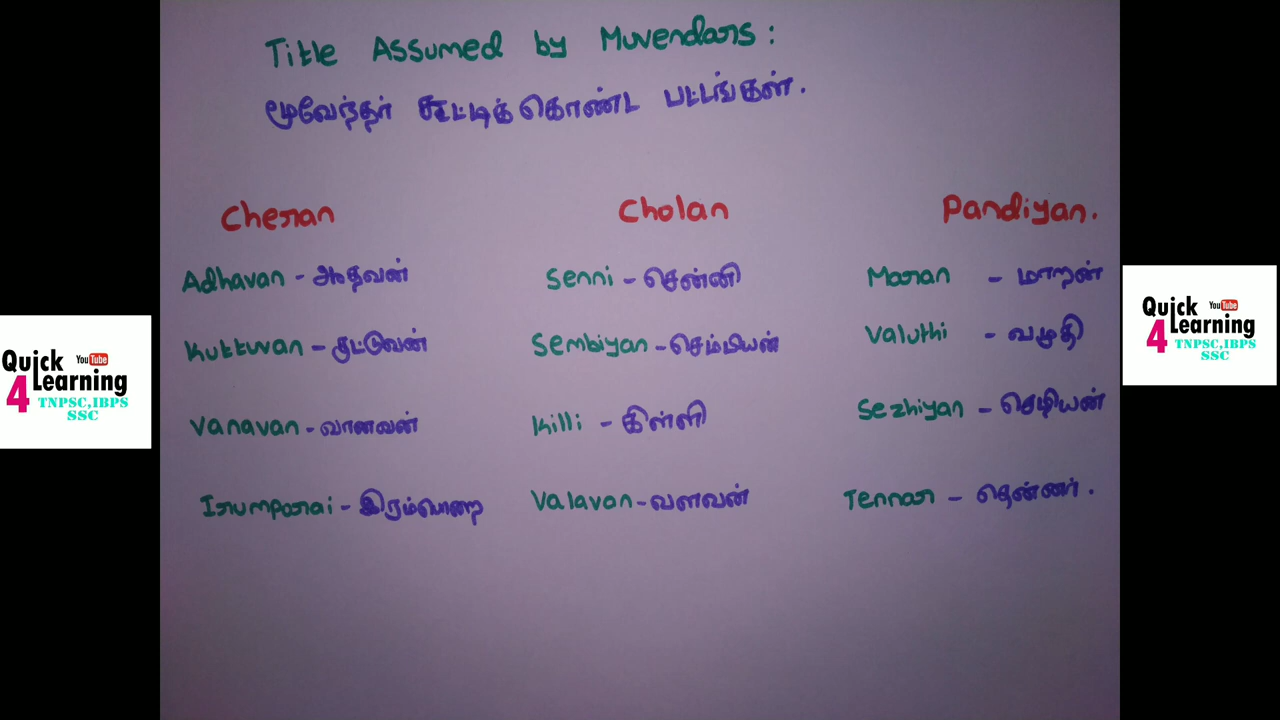 Title Assumed by Muvendars :
மூவேந்தர் சூட்டிக்கொண்ட பட்டங்கள்.
Cheran Cholan Pandiyan.
Adhavan - ஆதவன் Senni - சென்னி Maran - மாறன்
Kuttuvan - குட்டுவன் Sembiyan - செம்பியன் Valuthi - வழுதி
Vanavan - வானவன் Killi - கிள்ளி Sezhiyan - செழியன்
Irumporai - இரும்பொறை Valavan - வளவன் Tennar - தென்னர்.
Quick YouTube
4 Learning
TNPSC,IBPS
SSC
Quick YouTube
4 Learning
TNPSC,IBPS
SSC